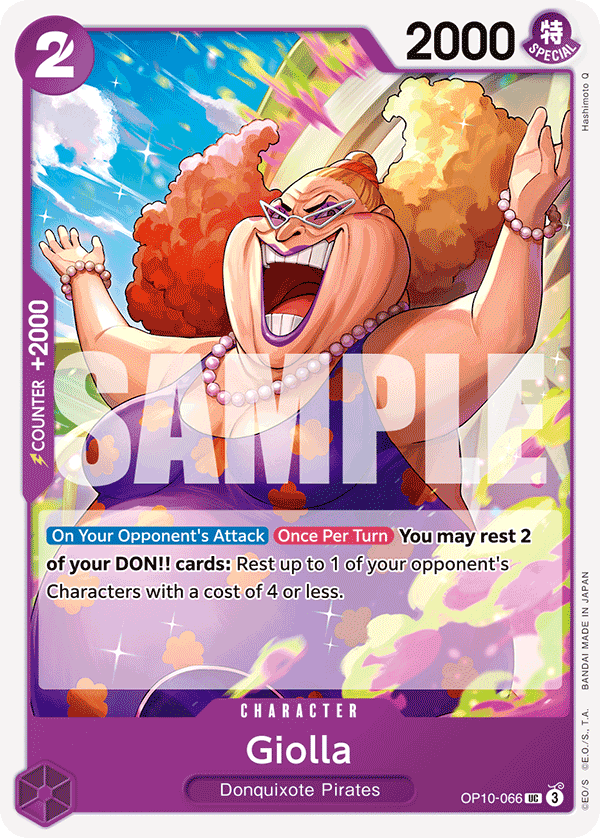 2
2000
特
SPECIAL
Hashimoto Q
COUNTER +2000
SAMPLE
On Your Opponent's Attack Once Per Turn You may rest 2
of your DON!! cards: Rest up to 1 of your opponent's
Characters with a cost of 4 or less.
CHARACTER
Giolla
Donquixote Pirates
OP10-066 UC 3
©EO/S ©E.O./S., T.A. BANDAI MADE IN JAPAN